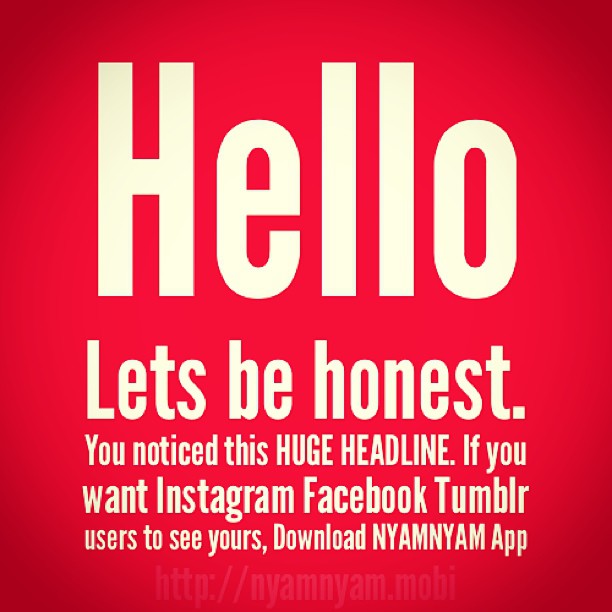 Hello
Lets be honest.
You noticed this HUGE HEADLINE. If you
want Instagram Facebook Tumblr
users to see yours, Download NYAMNYAM App
http://nyamnyam.mobi